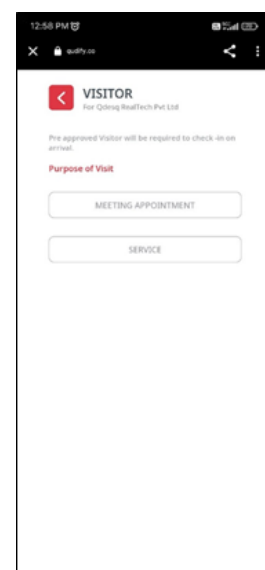 12:58 PM
qudify.co
VISITOR
For Qdesq RealTech Pvt Ltd
Pre approved Visitor will be required to check -in on
arrival.
Purpose of Visit
MEETING APPOINTMENT
SERVICE